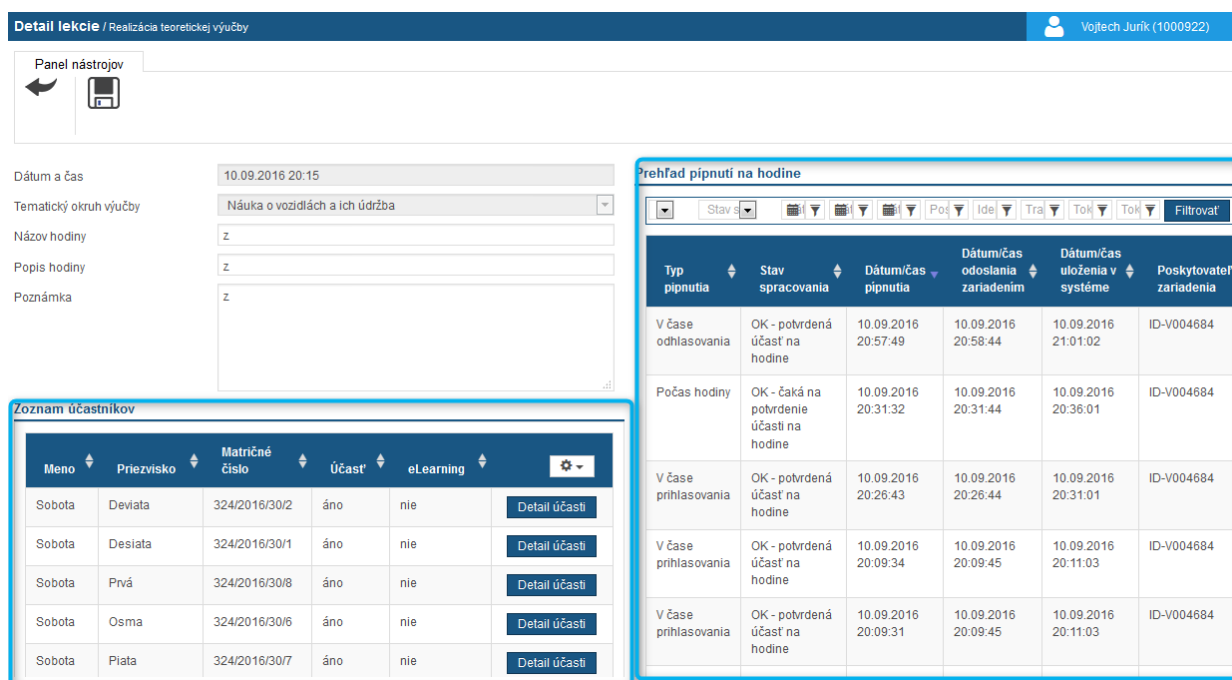 Detail lekcie / Realizácia teoretickej výučby
Vojtech Jurík (1000922)
Panel nástrojov
Dátum a čas
10.09.2016 20:15
Tematický okruh výučby
Náuka o vozidlách a ich údržba
Názov hodiny
z
Popis hodiny
z
Poznámka
z
Zoznam účastníkov
Meno Priezvisko Matričné číslo Účasť eLearning
Sobota Deviata 324/2016/30/2 áno nie Detail účasti
Sobota Desiata 324/2016/30/1 áno nie Detail účasti
Sobota Prvá 324/2016/30/8 áno nie Detail účasti
Sobota Osma 324/2016/30/6 áno nie Detail účasti
Sobota Piata 324/2016/30/7 áno nie Detail účasti
Prehľad pípnutí na hodine
Stav s Pos Ide Tra Tok Tok Filtrovať
Typ pípnutia Stav spracovania Dátum/čas pípnutia Dátum/čas odoslania zariadením Dátum/čas uloženia v systéme Poskytovateľ zariadenia
V čase odhlasovania OK - potvrdená účasť na hodine 10.09.2016 20:57:49 10.09.2016 20:58:44 10.09.2016 21:01:02 ID-V004684
Počas hodiny OK - čaká na potvrdenie účasti na hodine 10.09.2016 20:31:32 10.09.2016 20:31:44 10.09.2016 20:36:01 ID-V004684
V čase prihlasovania OK - potvrdená účasť na hodine 10.09.2016 20:26:43 10.09.2016 20:26:44 10.09.2016 20:31:01 ID-V004684
V čase prihlasovania OK - potvrdená účasť na hodine 10.09.2016 20:09:34 10.09.2016 20:09:45 10.09.2016 20:11:03 ID-V004684
V čase prihlasovania OK - potvrdená účasť na hodine 10.09.2016 20:09:31 10.09.2016 20:09:45 10.09.2016 20:11:03 ID-V004684